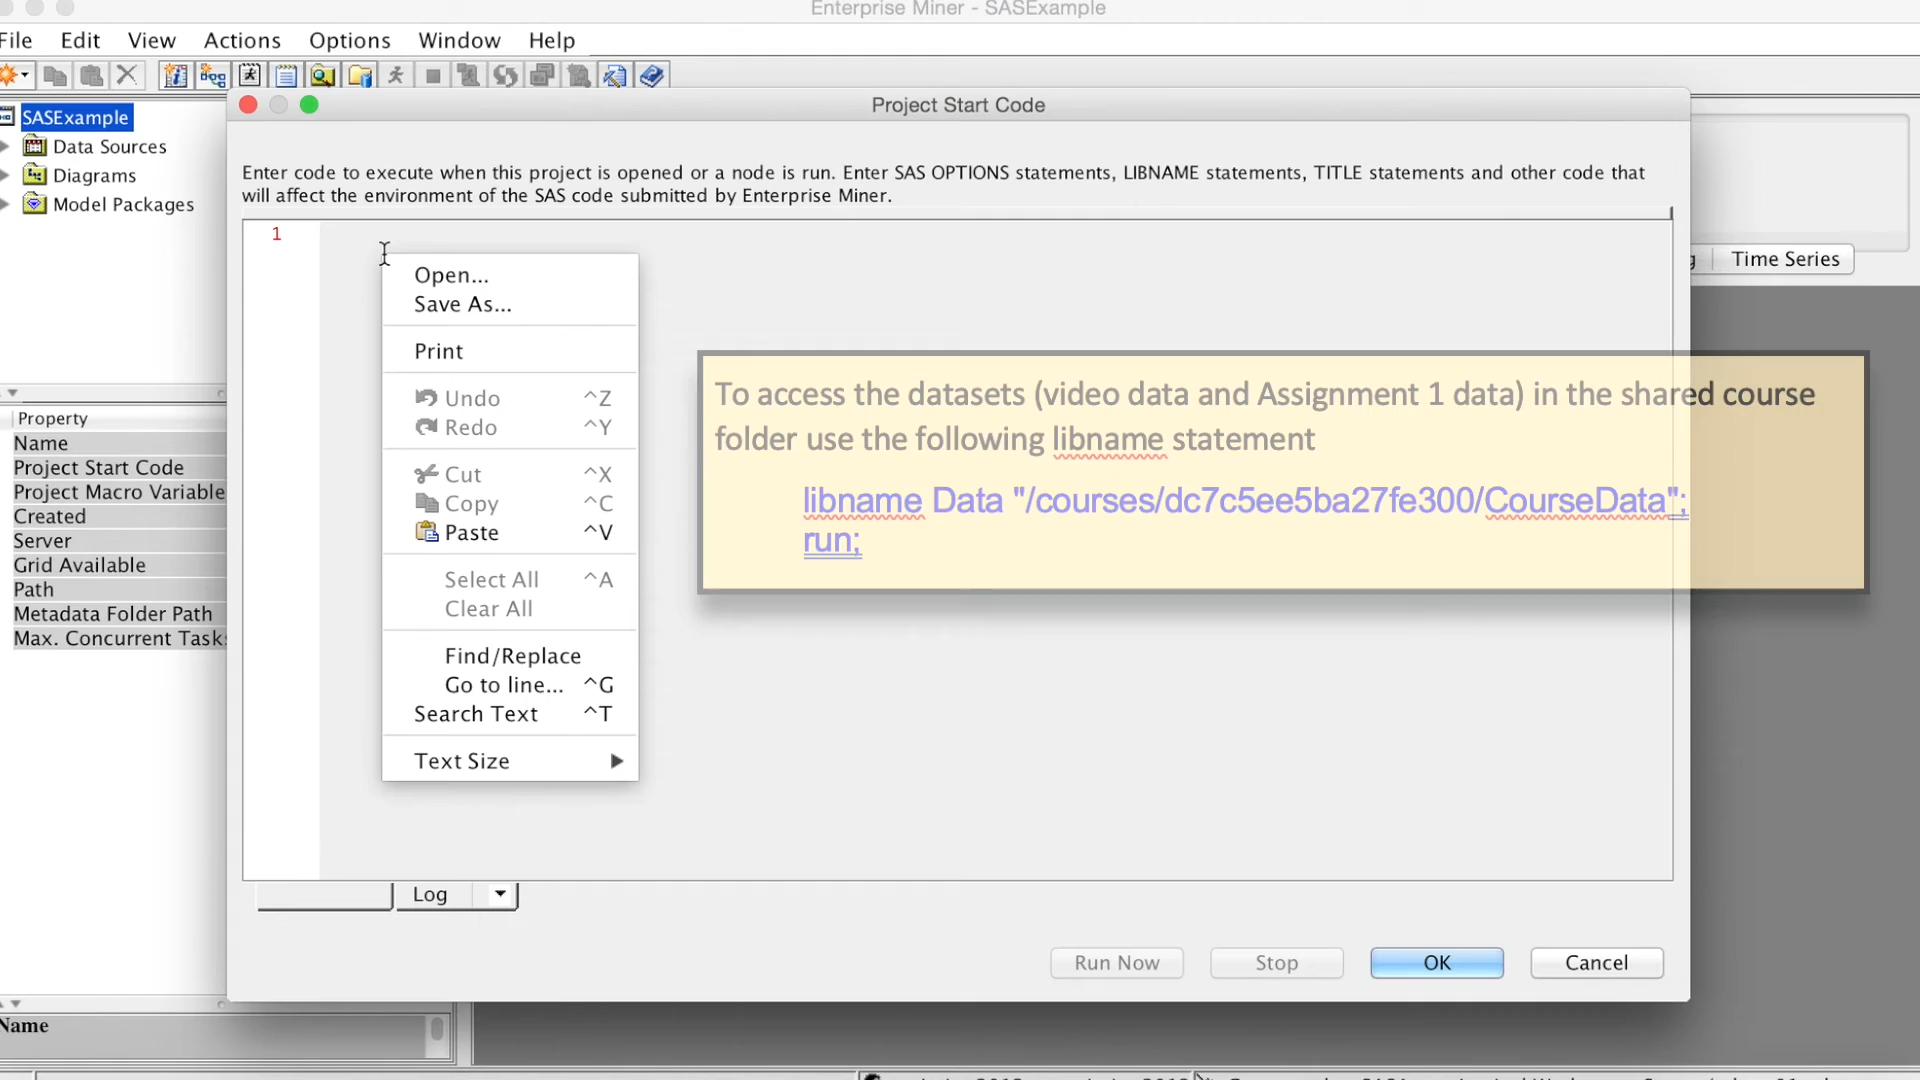 Enterprise Miner - SASExample
File Edit View Actions Options Window Help
Project Start Code
SASExample
Data Sources
Diagrams
Model Packages
Enter code to execute when this project is opened or a node is run. Enter SAS OPTIONS statements, LIBNAME statements, TITLE statements and other code that
will affect the environment of the SAS code submitted by Enterprise Miner.
1
Time Series
Open...
Save As...
Print
Undo ^Z
Redo ^Y
Cut ^X
Copy ^C
Paste ^V
Select All ^A
Clear All
Find/Replace
Go to line... ^G
Search Text ^T
Text Size
To access the datasets (video data and Assignment 1 data) in the shared course
folder use the following libname statement
libname Data "/courses/dc7c5ee5ba27fe300/CourseData";
run;
Property
Name
Project Start Code
Project Macro Variable
Created
Server
Grid Available
Path
Metadata Folder Path
Max. Concurrent Task
Log
Run Now Stop OK Cancel
Name